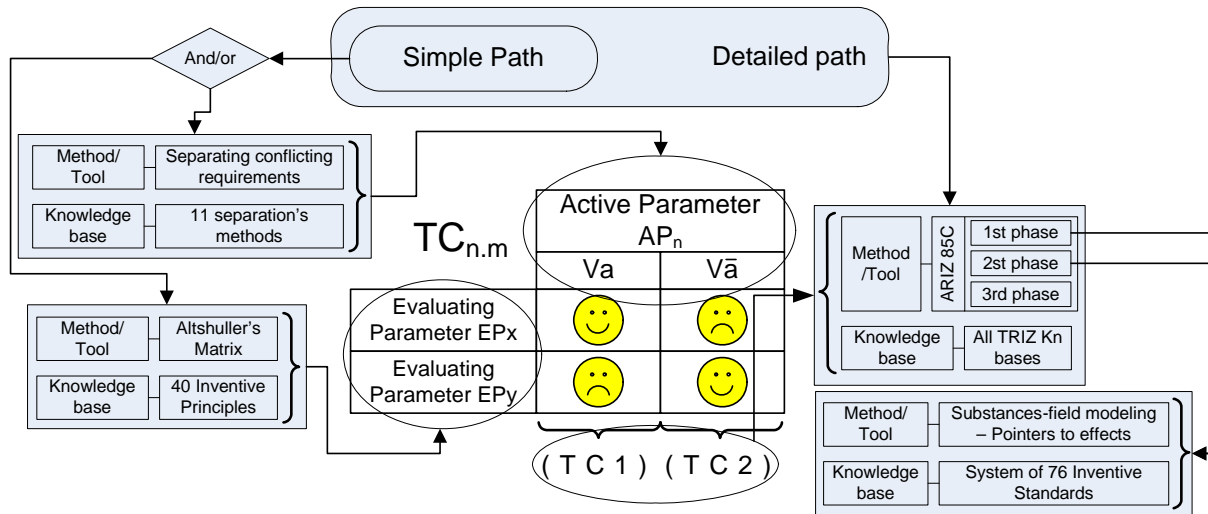 Simple Path
Detailed path
And/or
Method/
Tool
Separating conflicting
requirements
Knowledge
base
11 separation's
methods
Method/
Tool
Altshuller's
Matrix
Knowledge
base
40 Inventive
Principles
TCn.m
Active Parameter
APn
Va
Vā
Evaluating
Parameter EPx
Evaluating
Parameter EPy
( T C 1 )
( T C 2 )
Method
/Tool
ARIZ 85C
1st phase
2st phase
3rd phase
Knowledge
base
All TRIZ Kn
bases
Method/
Tool
Substances-field modeling
– Pointers to effects
Knowledge
base
System of 76 Inventive
Standards